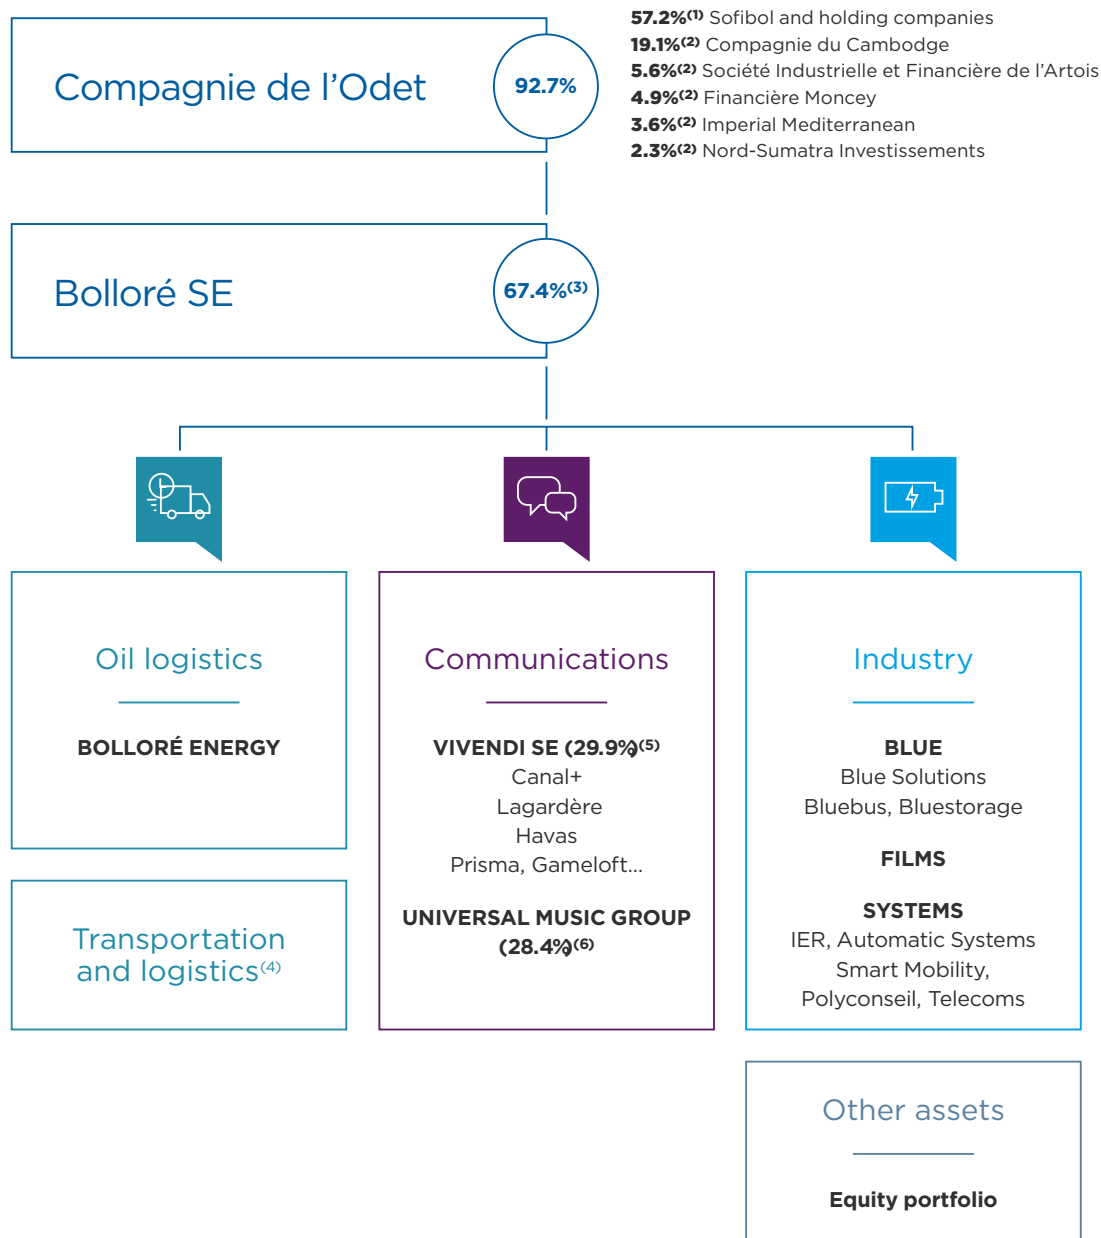 57.2%(1) Sofibol and holding companies
19.1%(2) Compagnie du Cambodge
5.6%(2) Société Industrielle et Financière de l'Artois
4.9%(2) Financière Moncey
3.6%(2) Imperial Mediterranean
2.3%(2) Nord-Sumatra Investissements
Compagnie de l'Odet
92.7%
Bolloré SE
67.4%(3)
Oil logistics
BOLLORÉ ENERGY
Transportation
and logistics(4)
Communications
VIVENDI SE (29.9%)(5)
Canal+
Lagardère
Havas
Prisma, Gameloft...
UNIVERSAL MUSIC GROUP
(28.4%)(6)
Industry
BLUE
Blue Solutions
Bluebus, Bluestorage
FILMS
SYSTEMS
IER, Automatic Systems
Smart Mobility,
Polyconseil, Telecoms
Other assets
Equity portfolio